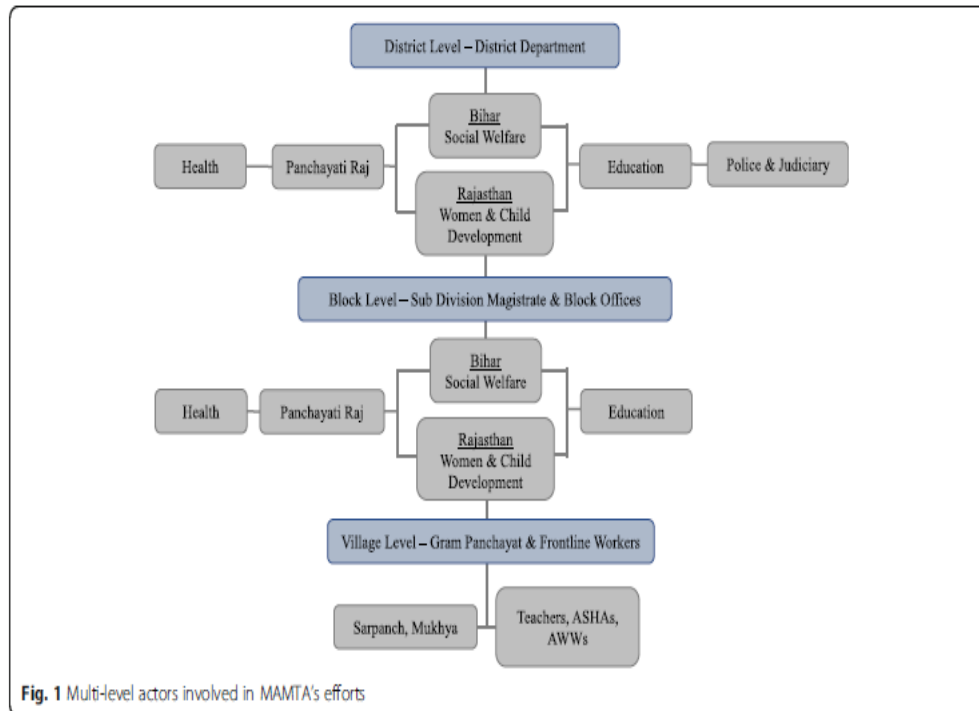 District Level – District Department
Bihar
Social Welfare
Health
Panchayati Raj
Education
Police & Judiciary
Rajasthan
Women & Child
Development
Block Level – Sub Division Magistrate & Block Offices
Bihar
Social Welfare
Health
Panchayati Raj
Education
Rajasthan
Women & Child
Development
Village Level – Gram Panchayat & Frontline Workers
Sarpanch, Mukhya
Teachers, ASHAs,
AWWs
Fig. 1 Multi-level actors involved in MAMTA's efforts